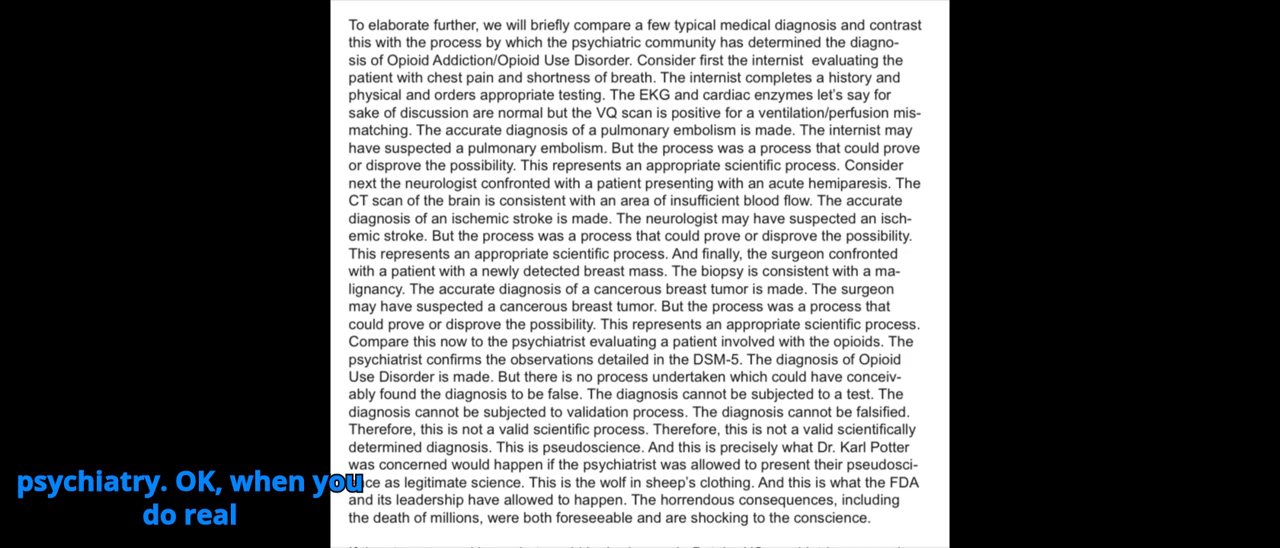 To elaborate further, we will briefly compare a few typical medical diagnosis and contrast
this with the process by which the psychiatric community has determined the diagno-
sis of Opioid Addiction/Opioid Use Disorder. Consider first the internist evaluating the
patient with chest pain and shortness of breath. The internist completes a history and
physical and orders appropriate testing. The EKG and cardiac enzymes let's say for
sake of discussion are normal but the VQ scan is positive for a ventilation/perfusion mis-
matching. The accurate diagnosis of a pulmonary embolism is made. The internist may
have suspected a pulmonary embolism. But the process was a process that could prove
or disprove the possibility. This represents an appropriate scientific process. Consider
next the neurologist confronted with a patient presenting with an acute hemiparesis. The
CT scan of the brain is consistent with an area of insufficient blood flow. The accurate
diagnosis of an ischemic stroke is made. The neurologist may have suspected an isch-
emic stroke. But the process was a process that could prove or disprove the possibility.
This represents an appropriate scientific process. And finally, the surgeon confronted
with a patient with a newly detected breast mass. The biopsy is consistent with a ma-
lignancy. The accurate diagnosis of a cancerous breast tumor is made. The surgeon
may have suspected a cancerous breast tumor. But the process was a process that
could prove or disprove the possibility. This represents an appropriate scientific process.
Compare this now to the psychiatrist evaluating a patient involved with the opioids. The
psychiatrist confirms the observations detailed in the DSM-5. The diagnosis of Opioid
Use Disorder is made. But there is no process undertaken which could have conceiv-
ably found the diagnosis to be false. The diagnosis cannot be subjected to a test. The
diagnosis cannot be subjected to validation process. The diagnosis cannot be falsified.
Therefore, this is not a valid scientific process. Therefore, this is not a valid scientifically
determined diagnosis. This is pseudoscience. And this is precisely what Dr. Karl Potter
was concerned would happen if the psychiatrist was allowed to present their pseudosci-
as legitimate science. This is the wolf in sheep's clothing. And this is what the FDA
and its leadership have allowed to happen. The horrendous consequences, including
the death of millions, were both foreseeable and are shocking to the conscience.
psychiatry. OK, when you
do real